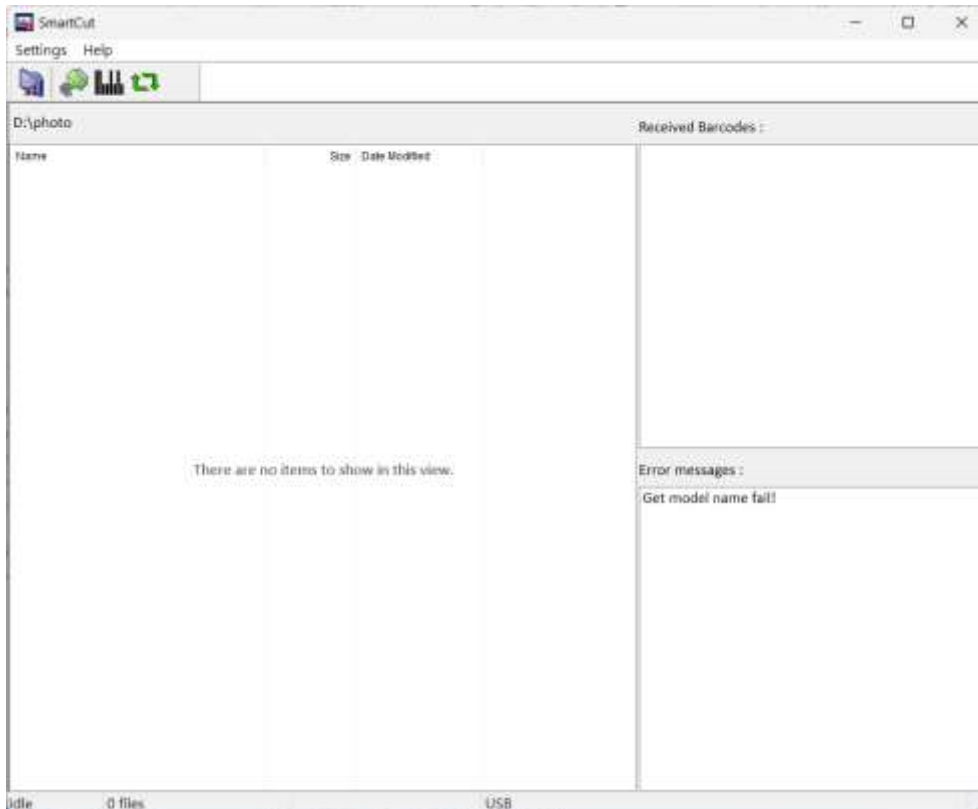 SmartCut
Settings Help
D:\photo
Received Barcodes :
Name Size Date Modified
There are no items to show in this view.
Error messages :
Get model name fail!
Idle 0 files USB